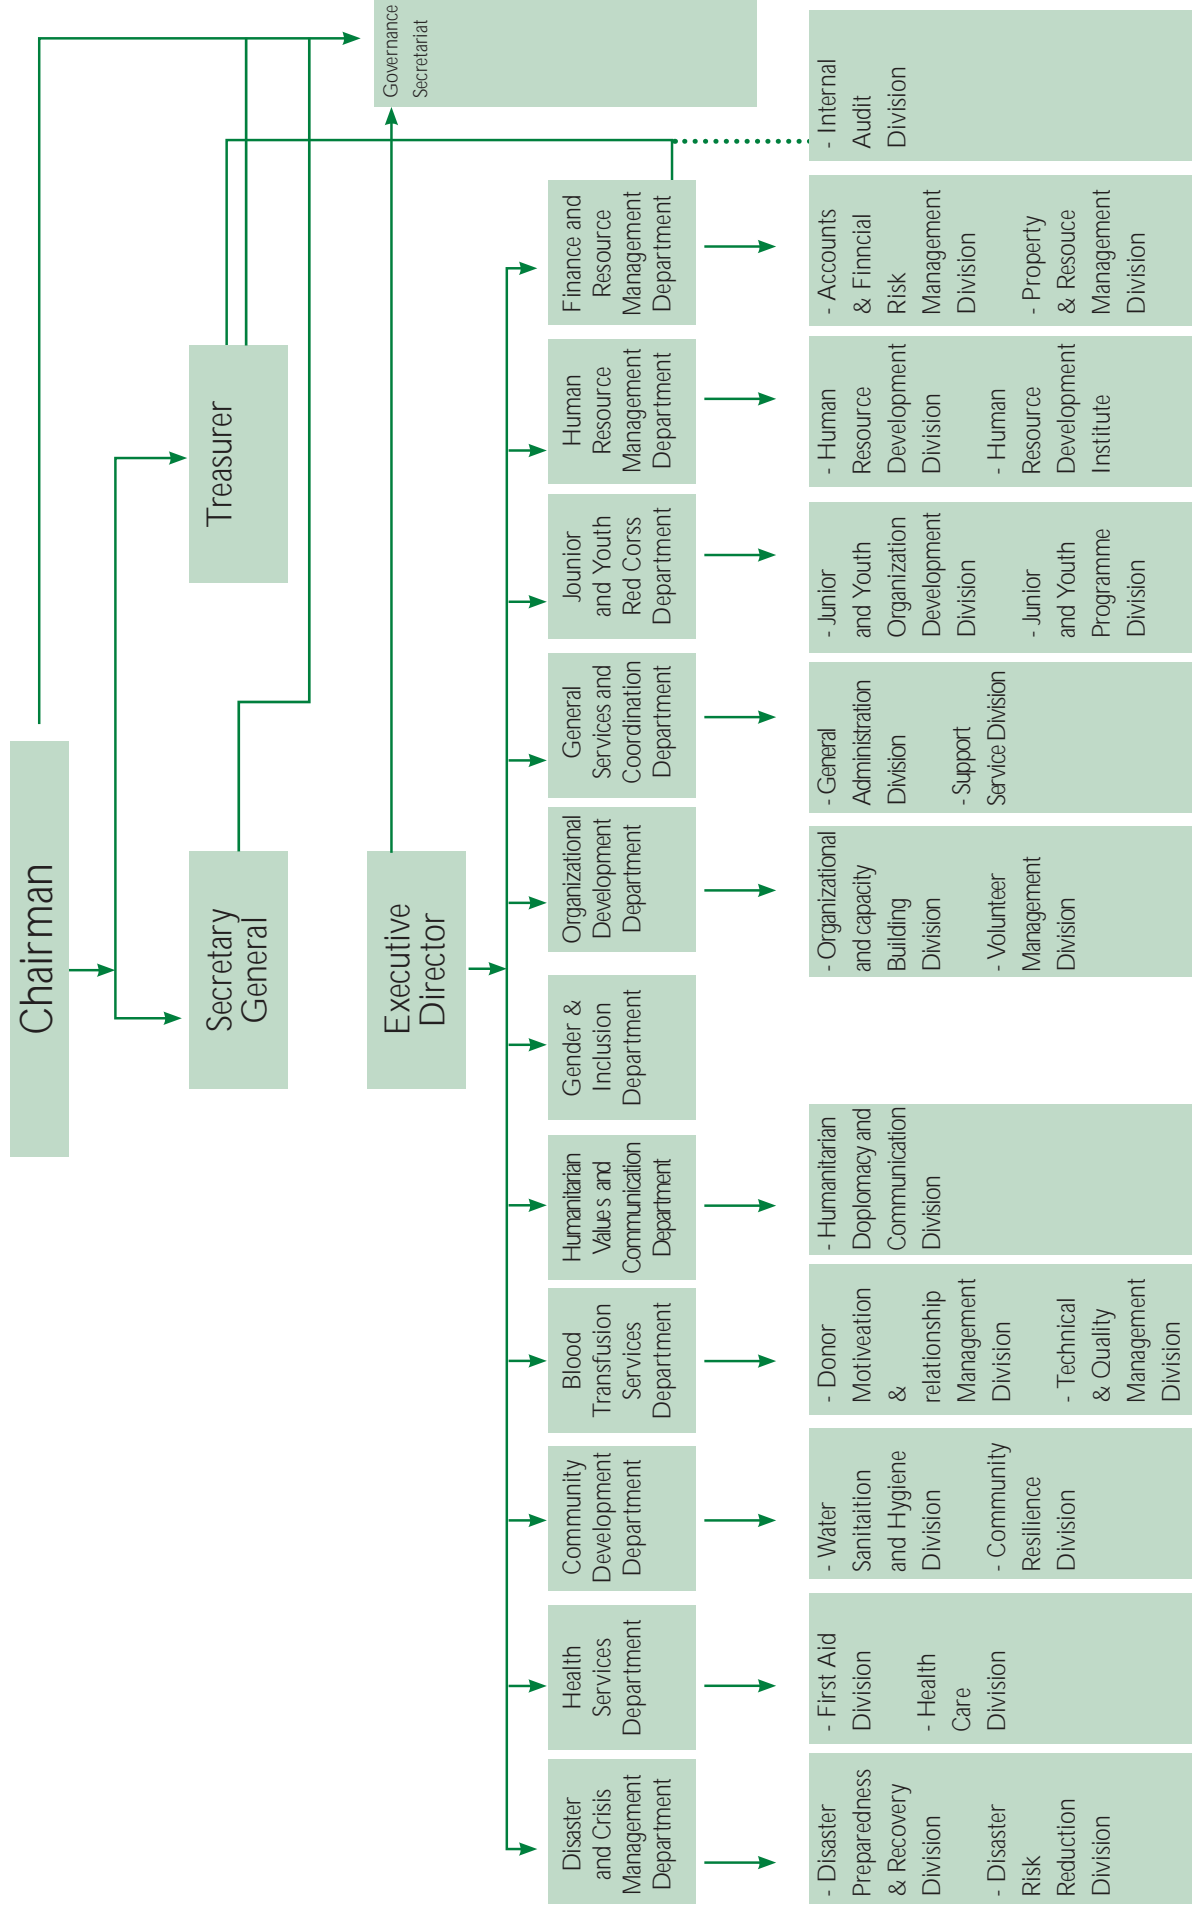 Chairman
Secretary
General
Treasurer
Executive
Director
Governance
Secretariat
Disaster
and Crisis
Management
Department
Health
Services
Department
Community
Development
Department
Blood
Transfusion
Services
Department
Humanitarian
Values and
Communication
Department
Gender &
Inclusion
Department
Organizational
Development
Department
General
Services and
Coordination
Department
Jounior
and Youth
Red Corss
Department
Human
Resource
Management
Department
Finance and
Resource
Management
Department
- Disaster
Preparedness
& Recovery
Division
- Disaster
Risk
Reduction
Division
- First Aid
Division
- Health
Care
Division
- Water
Sanitaition
and Hygiene
Division
- Community
Resilience
Division
- Donor
Motiveation
&
relationship
Management
Division
- Technical
& Quality
Management
Division
- Humanitarian
Doplomacy and
Communication
Division
- Organizational
and capacity
Building
Division
- Volunteer
Management
Division
- General
Administration
Division
- Support
Service Division
- Junior
and Youth
Organization
Development
Division
- Junior
and Youth
Programme
Division
- Human
Resource
Development
Division
- Human
Resource
Development
Institute
- Accounts
& Finncial
Risk
Management
Division
- Property
& Resouce
Management
Division
- Internal
Audit
Division